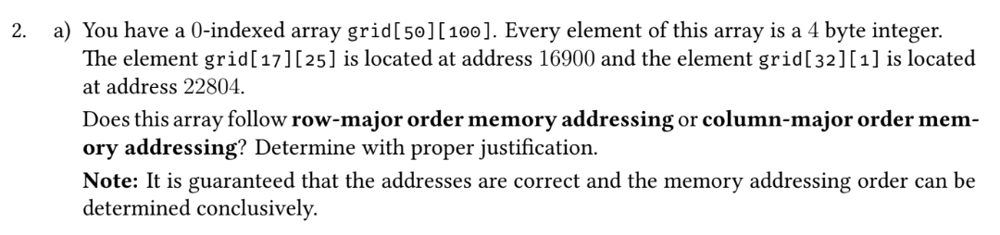 2. a) You have a 0-indexed array grid[50][100]. Every element of this array is a 4 byte integer.
The element grid[17][25] is located at address 16900 and the element grid[32][1] is located
at address 22804.
Does this array follow row-major order memory addressing or column-major order mem-
ory addressing? Determine with proper justification.
Note: It is guaranteed that the addresses are correct and the memory addressing order can be
determined conclusively.